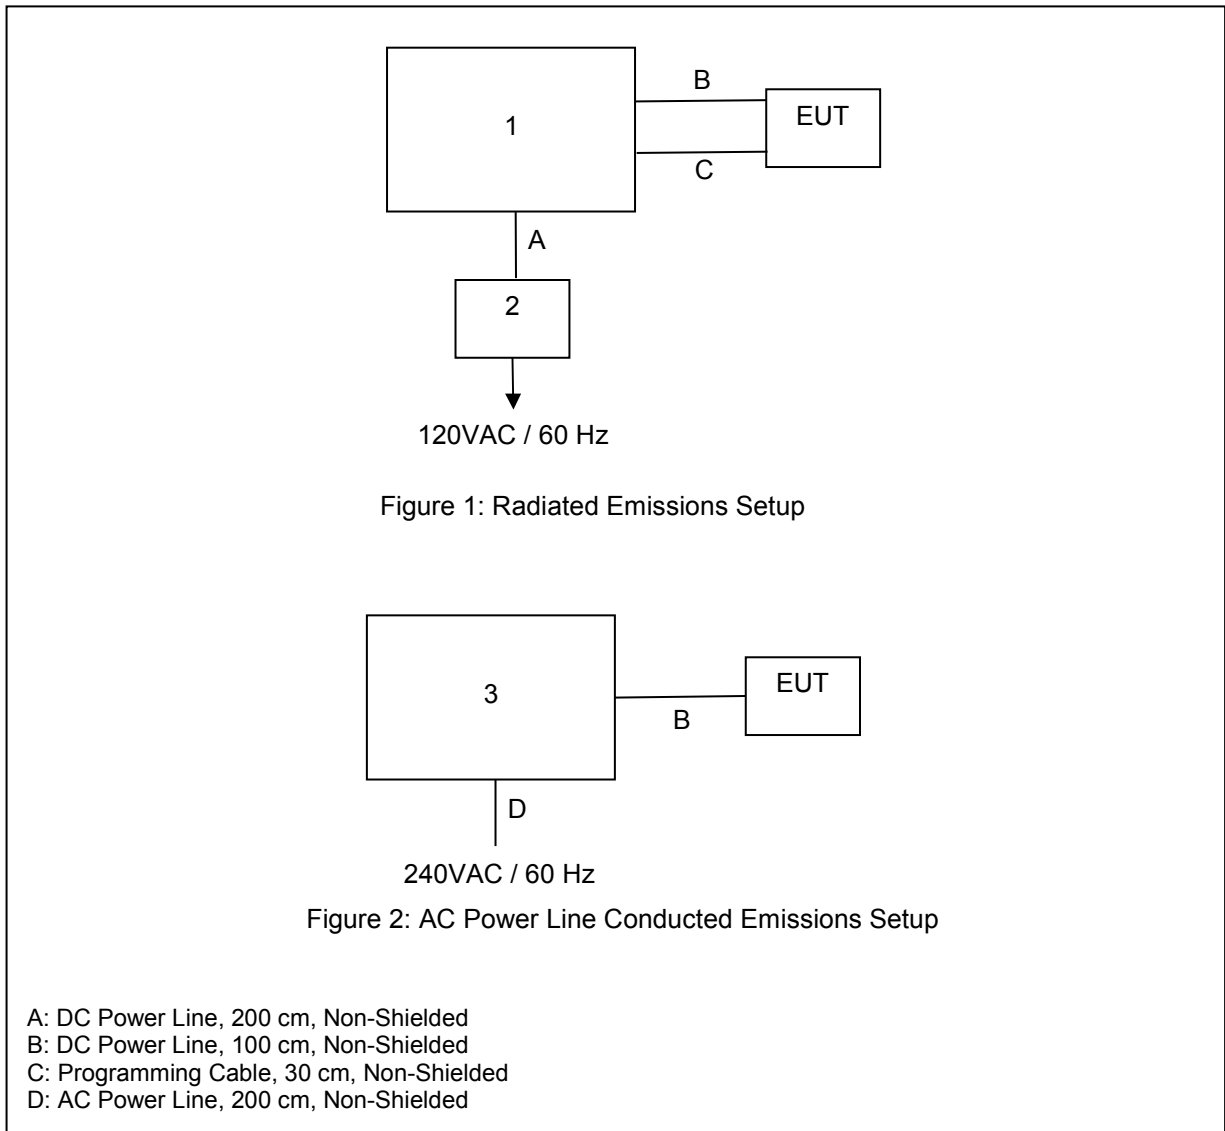 B
1
EUT
C
A
2
120VAC / 60 Hz
Figure 1: Radiated Emissions Setup
3
EUT
B
D
240VAC / 60 Hz
Figure 2: AC Power Line Conducted Emissions Setup
A: DC Power Line, 200 cm, Non-Shielded
B: DC Power Line, 100 cm, Non-Shielded
C: Programming Cable, 30 cm, Non-Shielded
D: AC Power Line, 200 cm, Non-Shielded